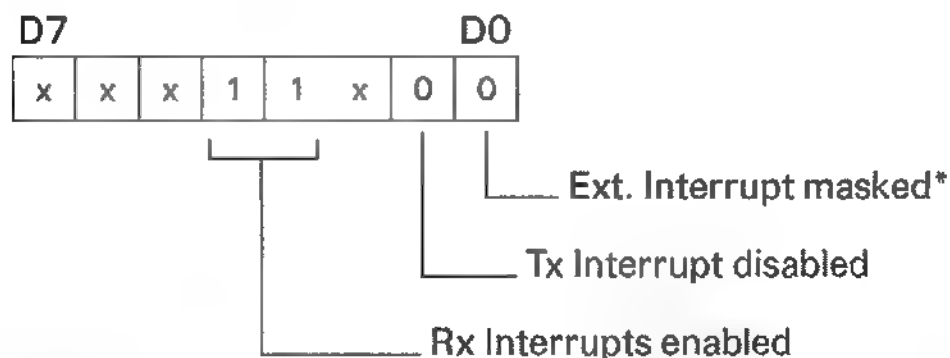 D7 D0
x x x 1 1 x 0 0
Ext. Interrupt masked*
Tx Interrupt disabled
Rx Interrupts enabled